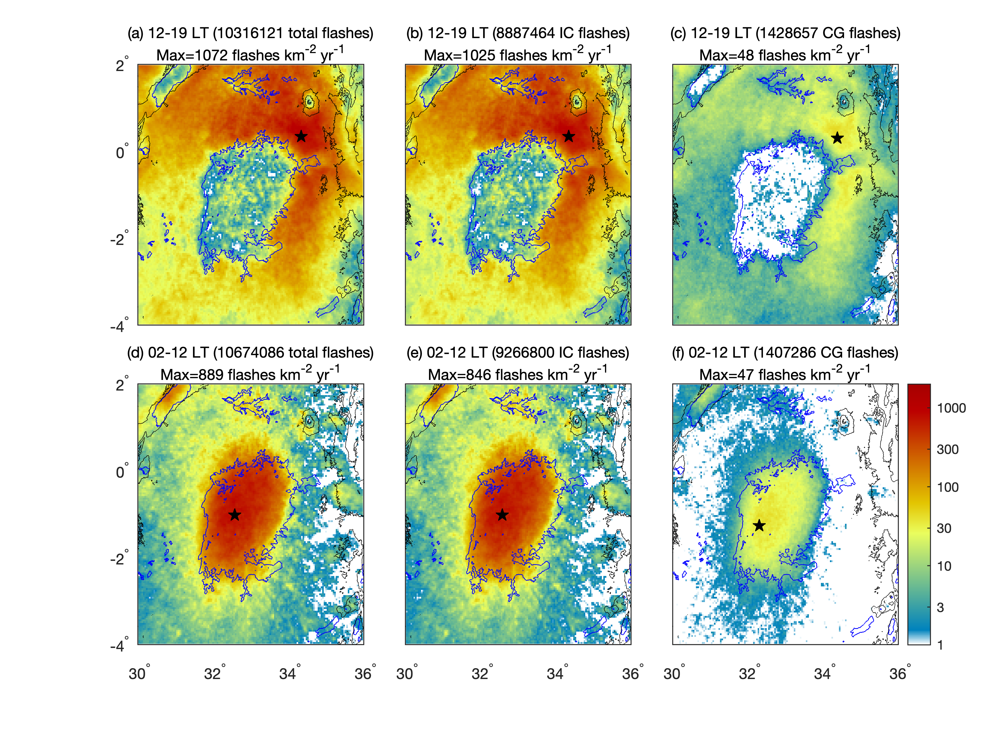 (a) 12-19 LT (10316121 total flashes)
Max=1072 flashes km-2 yr-1
(b) 12-19 LT (8887464 IC flashes)
Max=1025 flashes km-2 yr-1
(c) 12-19 LT (1428657 CG flashes)
Max=48 flashes km-2 yr-1
2°
0°
-2°
-4°
(d) 02-12 LT (10674086 total flashes)
Max=889 flashes km-2 yr-1
(e) 02-12 LT (9266800 IC flashes)
Max=846 flashes km-2 yr-1
(f) 02-12 LT (1407286 CG flashes)
Max=47 flashes km-2 yr-1
2°
0°
-2°
-4°
1000
300
100
30
10
3
1
30° 32° 34° 36°
30° 32° 34° 36°
30° 32° 34° 36°